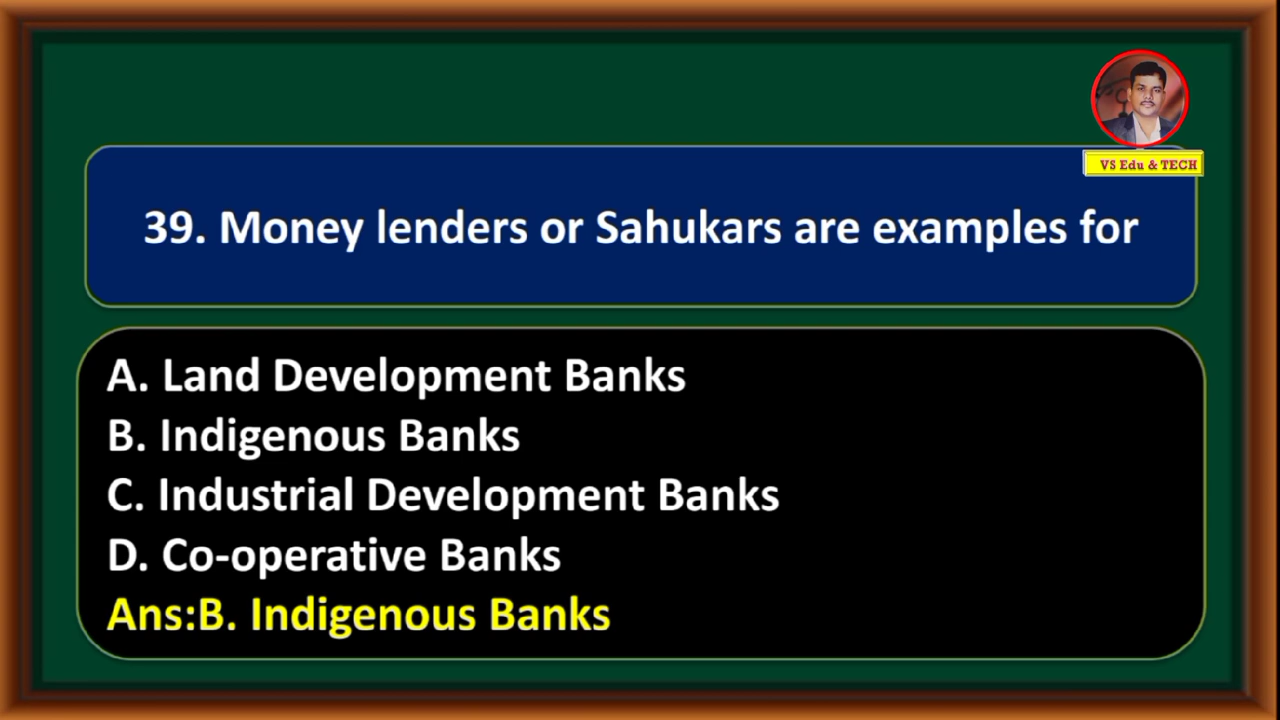 VS Edu & TECH
39. Money lenders or Sahukars are examples for
A. Land Development Banks
B. Indigenous Banks
C. Industrial Development Banks
D. Co-operative Banks
Ans:B. Indigenous Banks